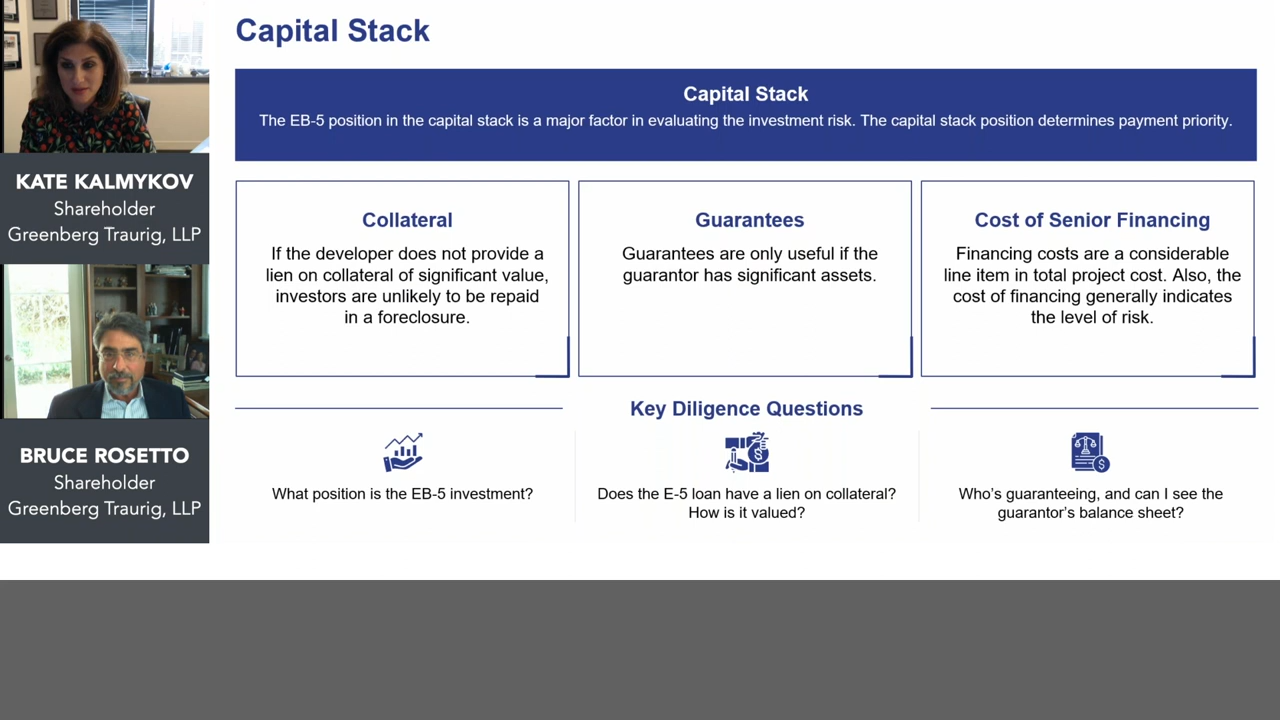 Capital Stack
Capital Stack
The EB-5 position in the capital stack is a major factor in evaluating the investment risk. The capital stack position determines payment priority.
KATE KALMYKOV
Shareholder
Greenberg Traurig, LLP
BRUCE ROSETTO
Shareholder
Greenberg Traurig, LLP
Collateral
If the developer does not provide a
lien on collateral of significant value,
investors are unlikely to be repaid
in a foreclosure.
Guarantees
Guarantees are only useful if the
guarantor has significant assets.
Cost of Senior Financing
Financing costs are a considerable
line item in total project cost. Also, the
cost of financing generally indicates
the level of risk.
Key Diligence Questions
What position is the EB-5 investment?
Does the E-5 loan have a lien on collateral?
How is it valued?
Who's guaranteeing, and can I see the
guarantor's balance sheet?